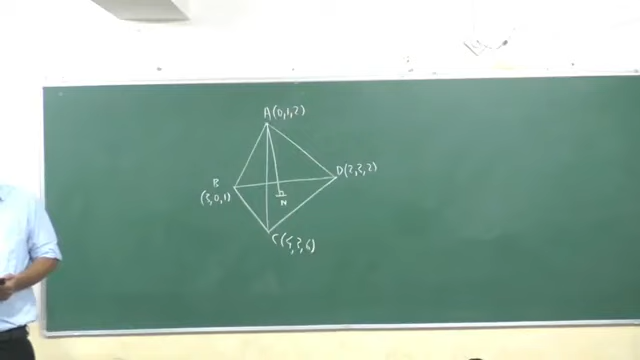 A(0,1,2)
D(2,3,2)
B
(3,0,1)
N
C(5,3,6)